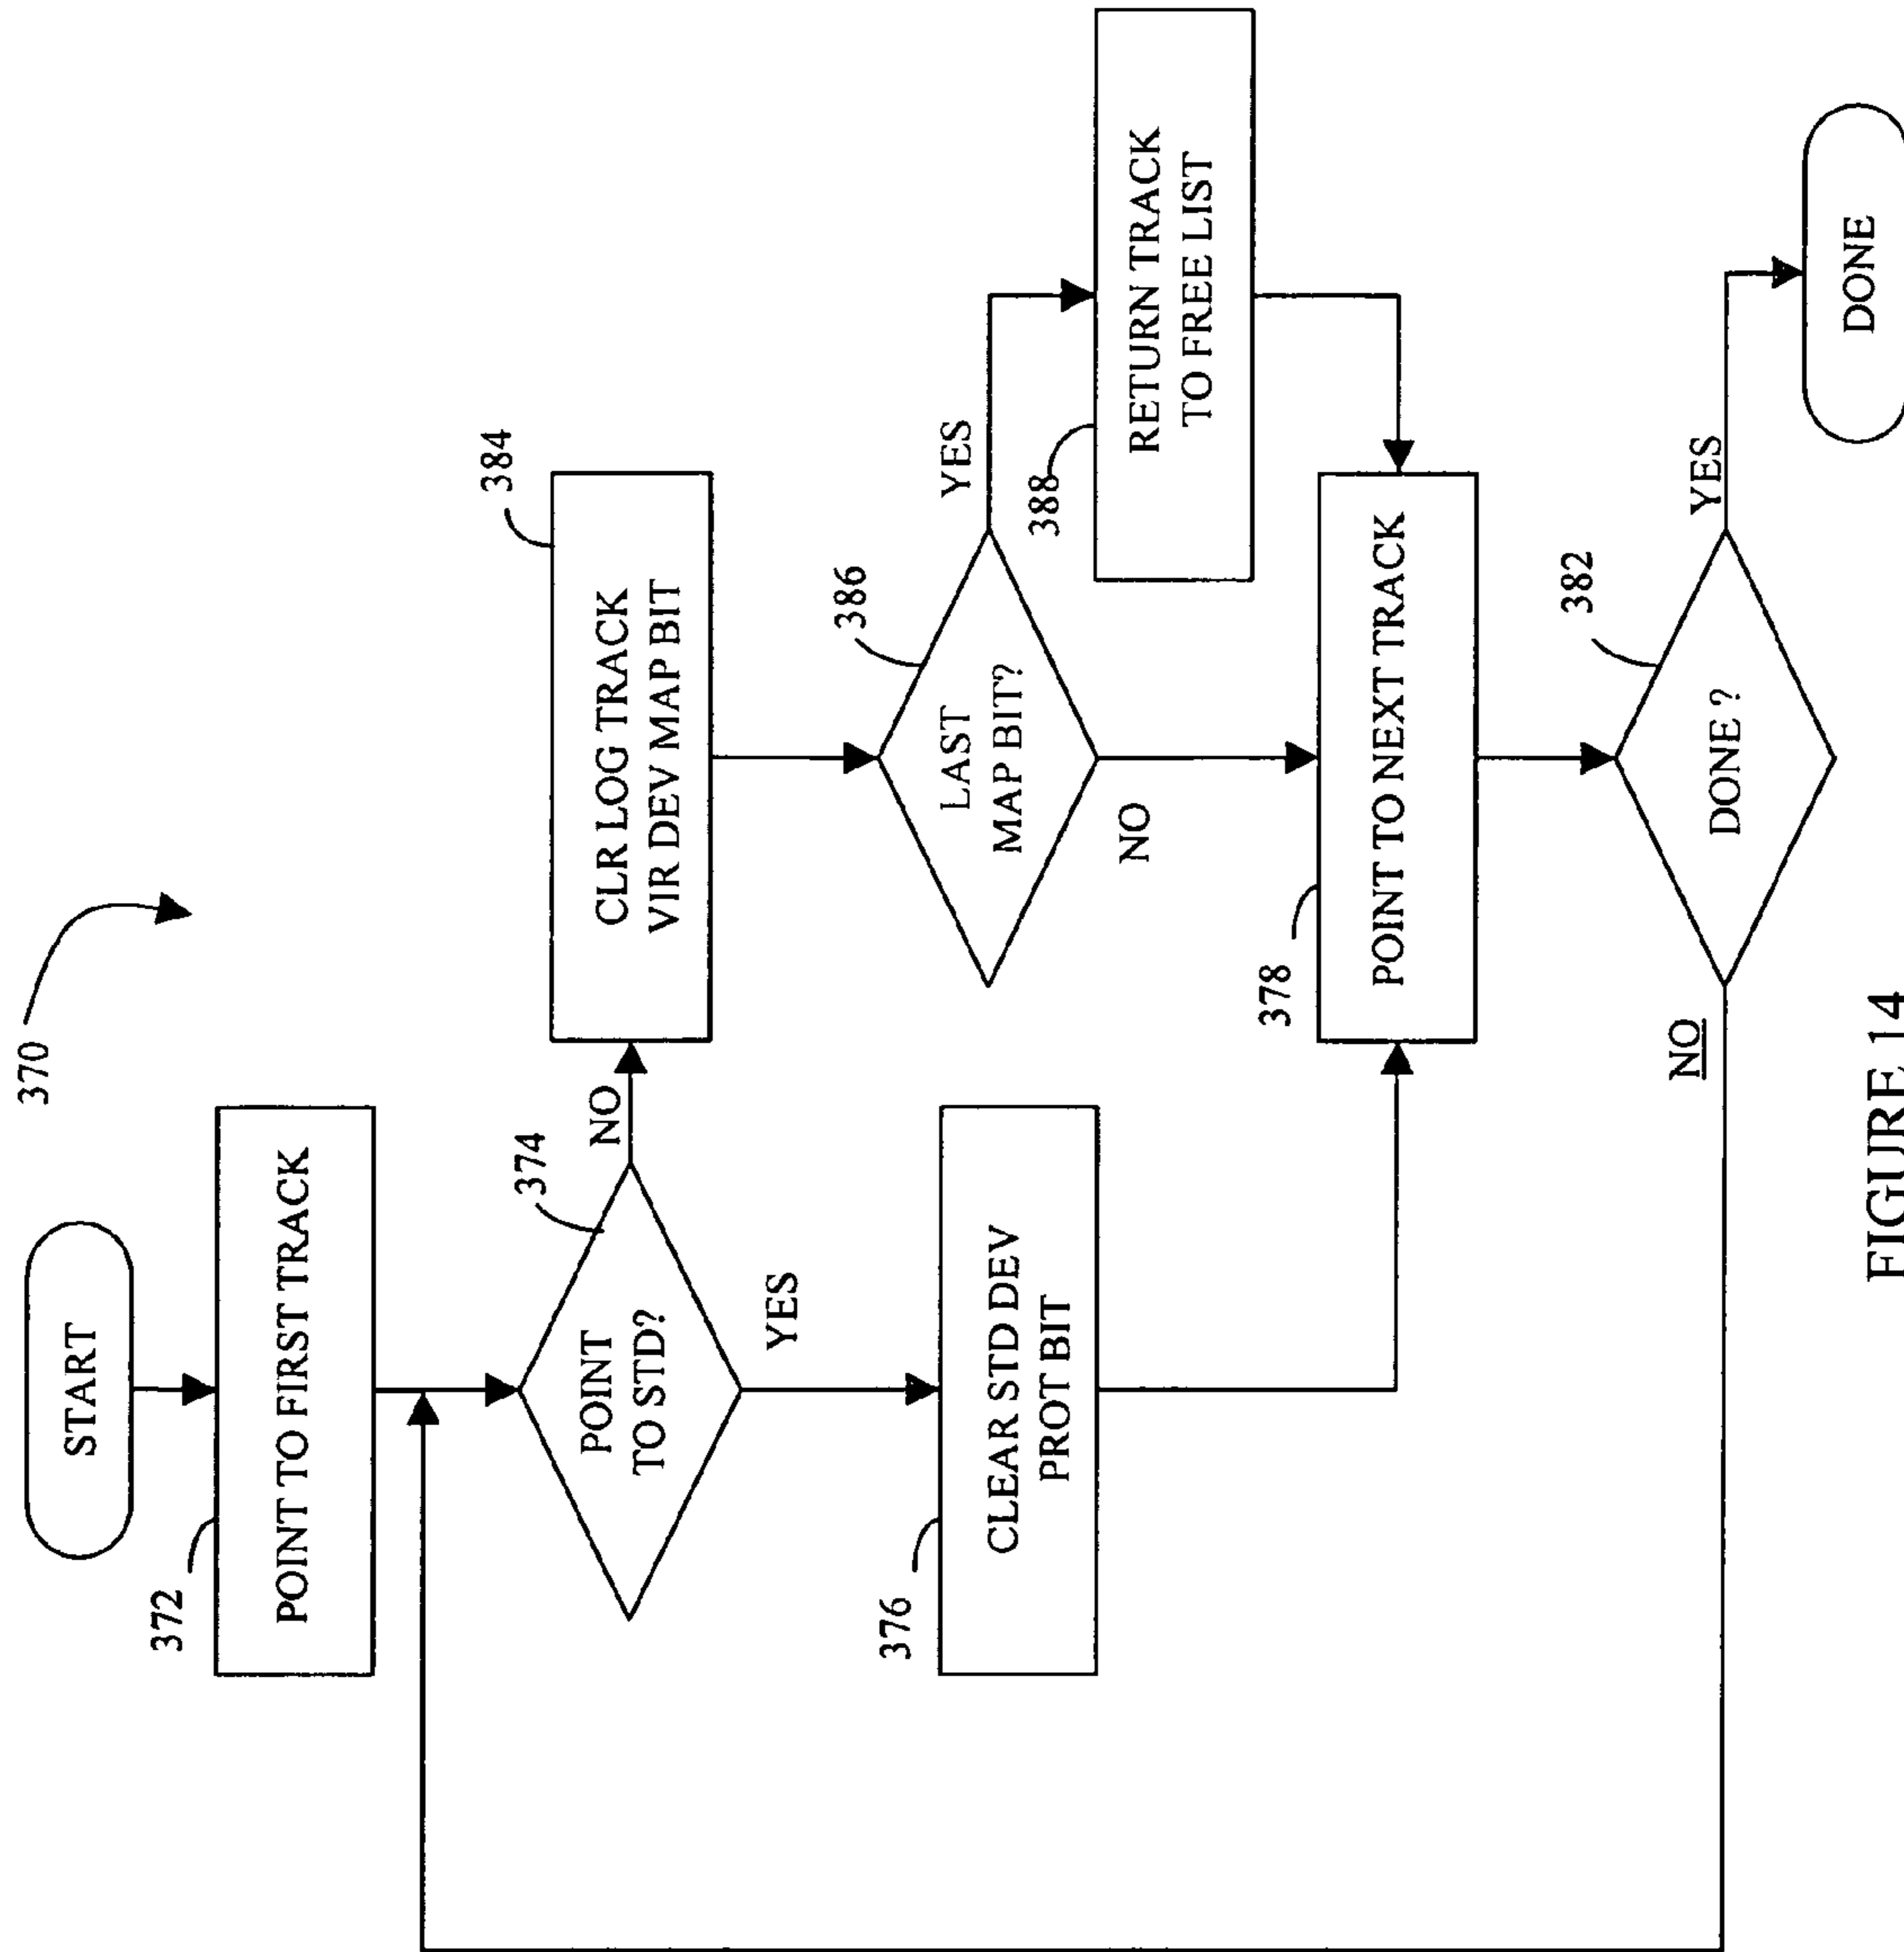 370
START
372
POINT TO FIRST TRACK
374
POINT
TO STD?
NO
YES
384
CLR LOG TRACK
VIR DEV MAP BIT
376
CLEAR STD DEV
PROT BIT
386
LAST
MAP BIT?
YES
NO
388
RETURN TRACK
TO FREE LIST
378
POINT TO NEXT TRACK
382
DONE ?
NO
YES
DONE
FIGURE 14